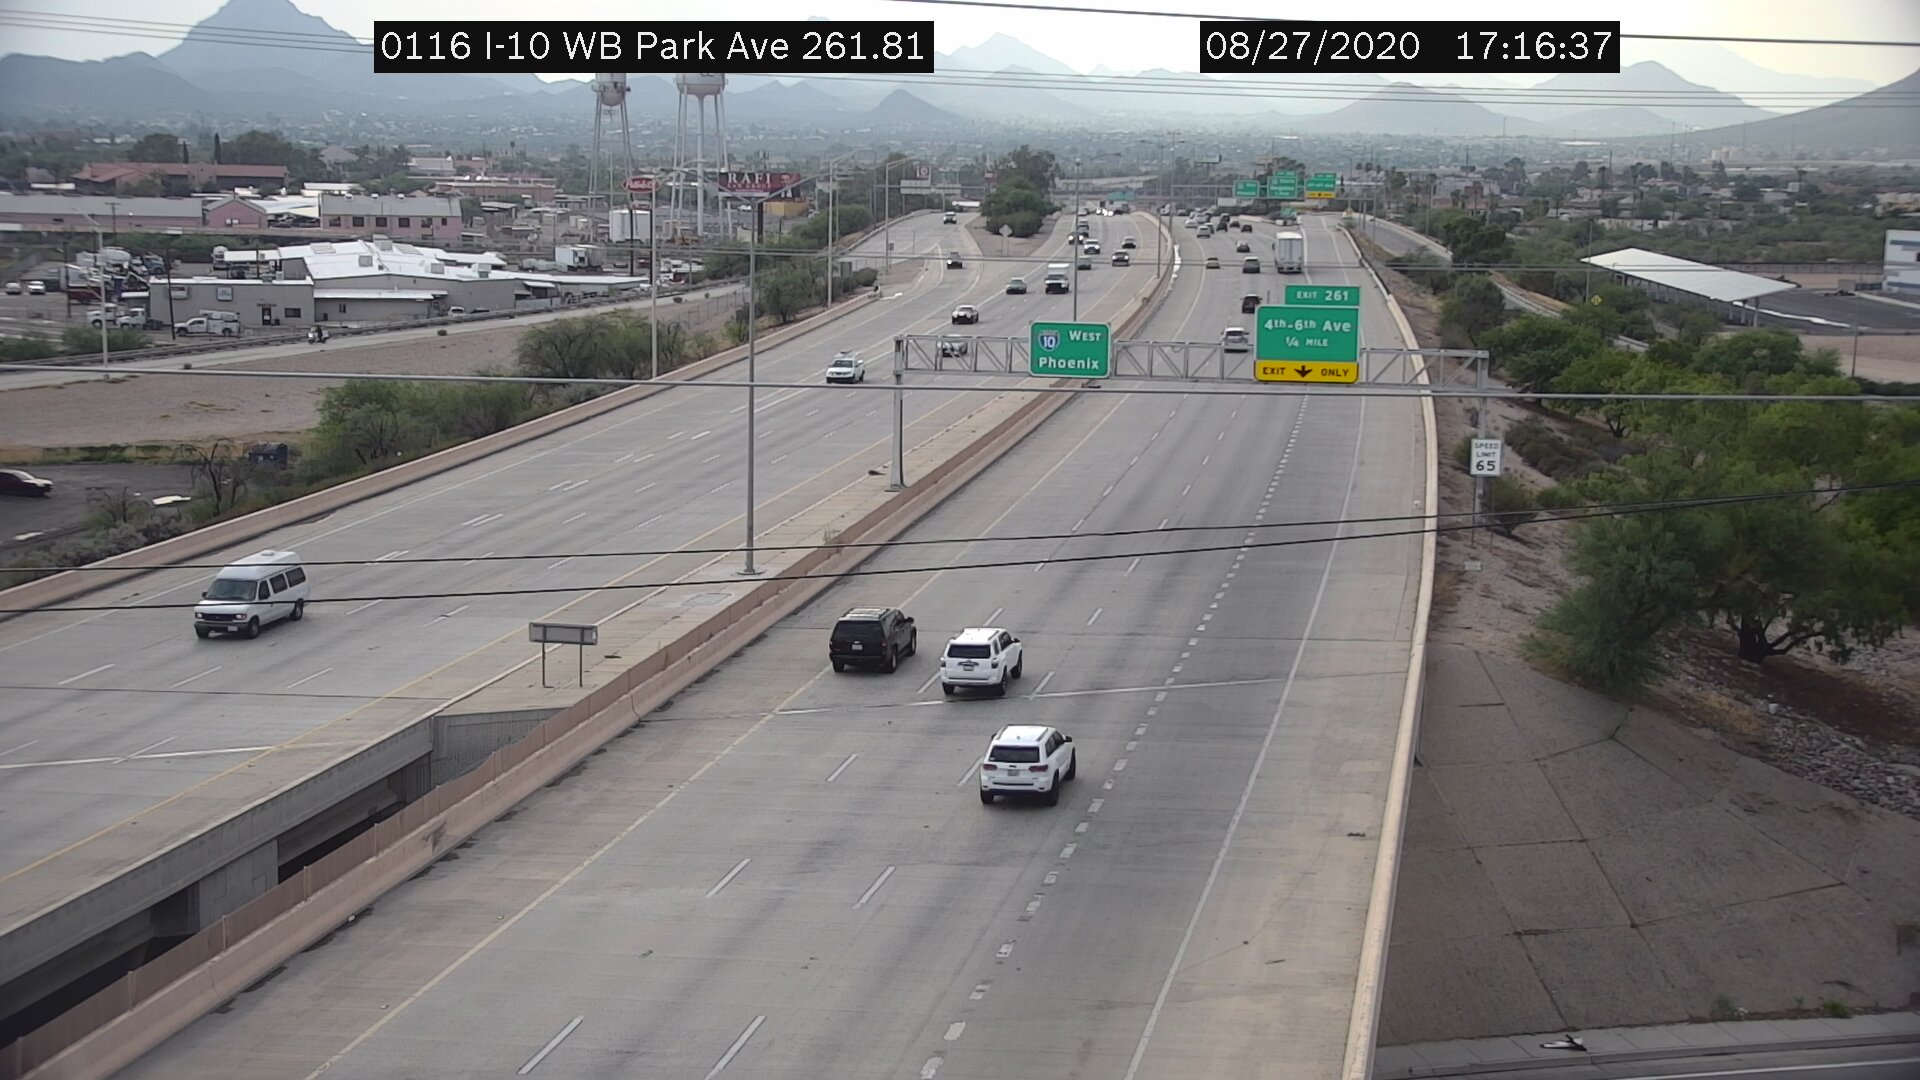 0116 I-10 WB Park Ave 261.81
08/27/2020 17:16:37
RAFI
EXIT 261
4th-6th Ave
1/4 MILE
EXIT ONLY
10 WEST
Phoenix
SPEED
LIMIT
65